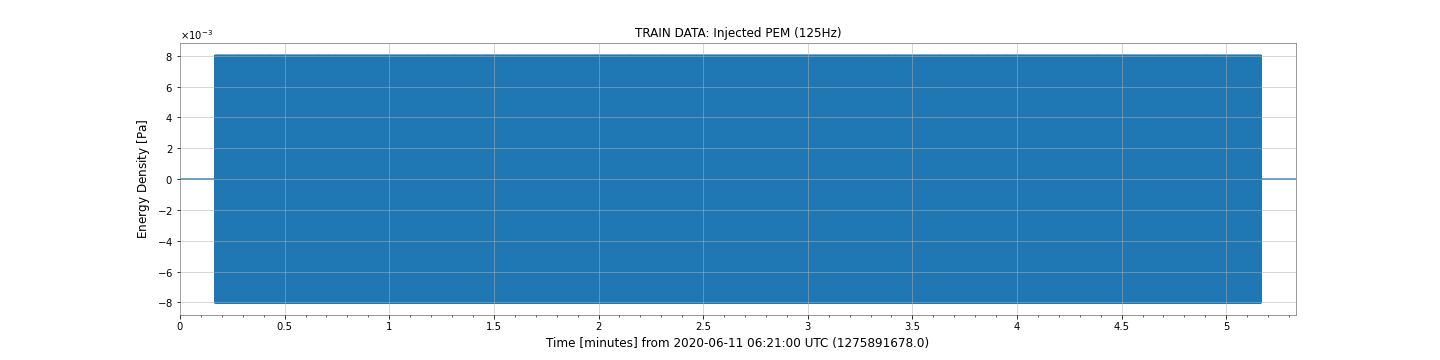 TRAIN DATA: Injected PEM (125Hz)
×10⁻³
8
6
4
2
0
−2
−4
−6
−8
Energy Density [Pa]
0 0.5 1 1.5 2 2.5 3 3.5 4 4.5 5
Time [minutes] from 2020-06-11 06:21:00 UTC (1275891678.0)